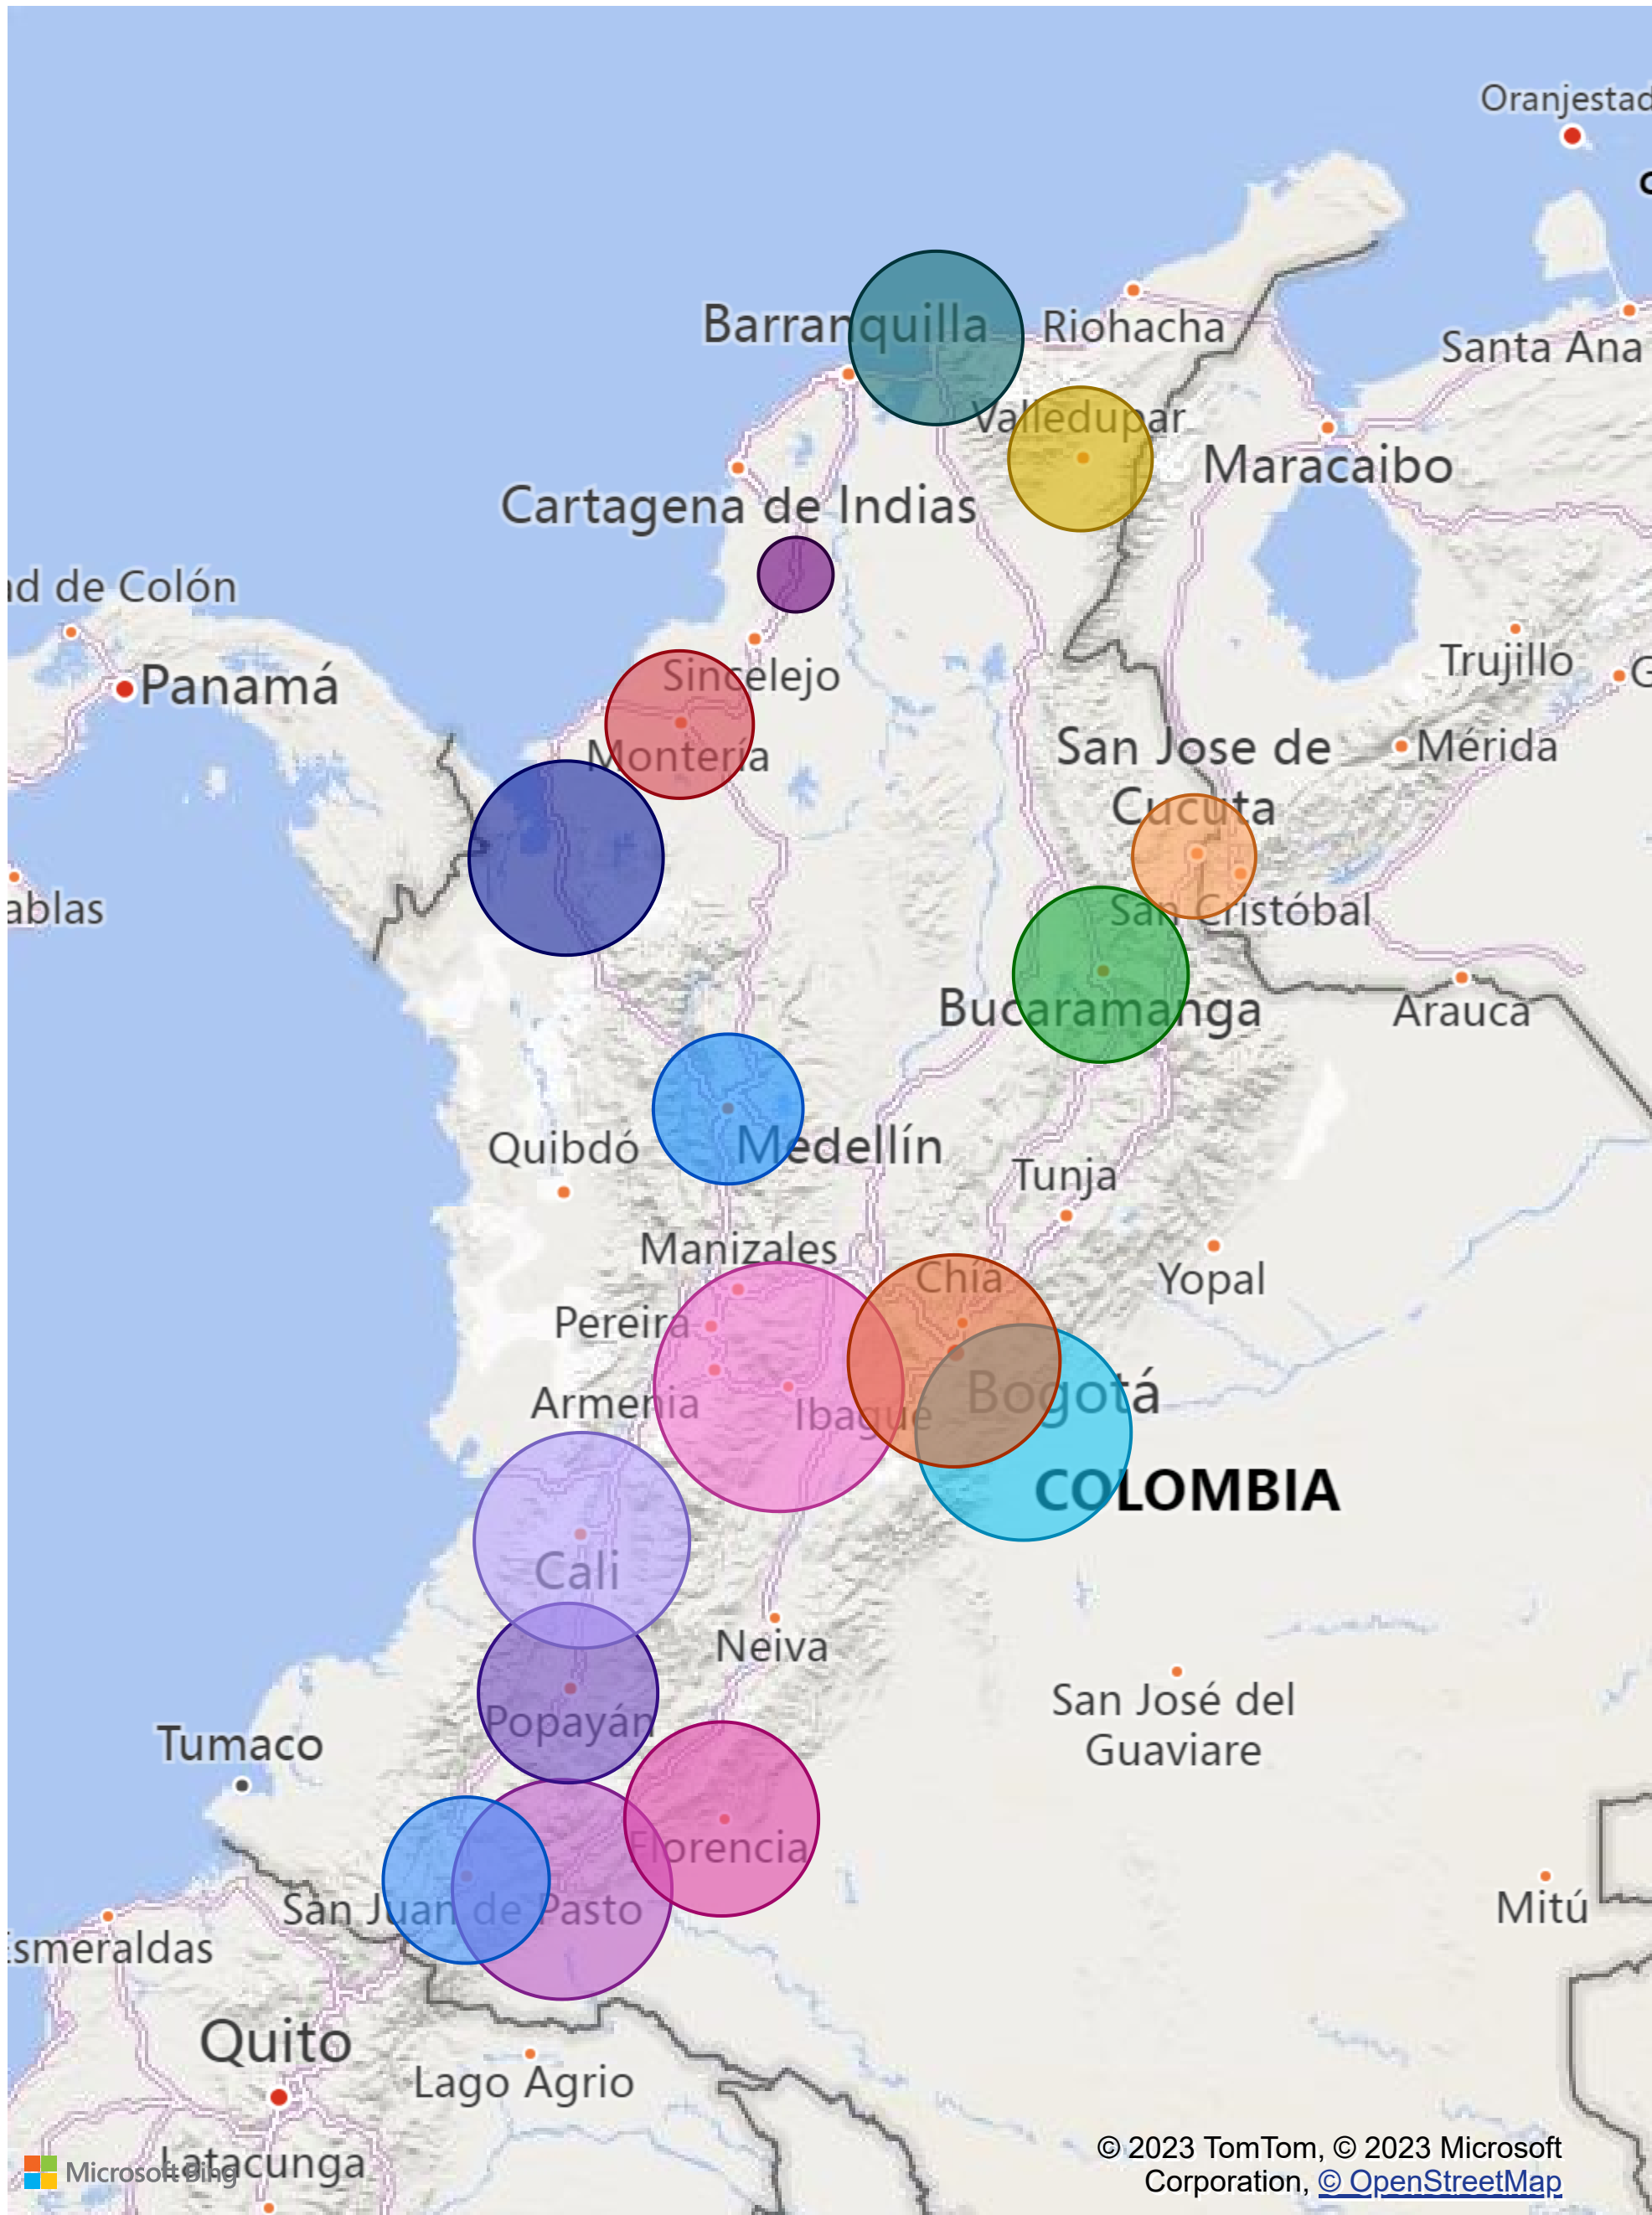 Oranjestad
Barranquilla
Riohacha
Santa Ana
Valledupar
Maracaibo
Cartagena de Indias
ad de Colón
Panamá
Sincelejo
Trujillo
G
Montería
San Jose de
Cucuta
Mérida
ablas
San Cristóbal
Bucaramanga
Arauca
Quibdó
Medellín
Tunja
Manizales
Chía
Yopal
Pereira
Armenia
Ibague
Bogotá
COLOMBIA
Cali
Neiva
San José del
Guaviare
Popayán
Tumaco
Florencia
San Juan de Pasto
Mitú
Esmeraldas
Quito
Lago Agrio
Latacunga
Microsoft Bing
© 2023 TomTom, © 2023 Microsoft
Corporation, © OpenStreetMap